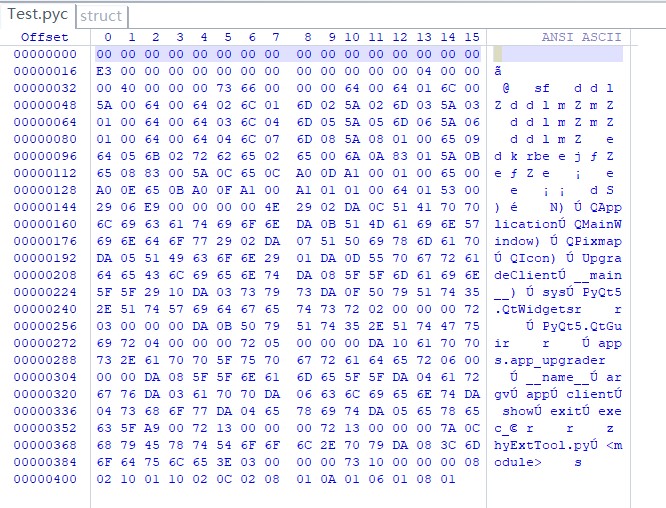 Test.pyc struct
Offset 0 1 2 3 4 5 6 7 8 9 10 11 12 13 14 15 ANSI ASCII
00000000 00 00 00 00 00 00 00 00 00 00 00 00 00 00 00 00
00000016 E3 00 00 00 00 00 00 00 00 00 00 00 00 04 00 00 ã
00000032 00 40 00 00 00 73 66 00 00 00 64 00 64 01 6C 00 @ sf d d l
00000048 5A 00 64 00 64 02 6C 01 6D 02 5A 02 6D 03 5A 03 Z d d l m Z m Z
00000064 01 00 64 00 64 03 6C 04 6D 05 5A 05 6D 06 5A 06 d d l m Z m Z
00000080 01 00 64 00 64 04 6C 07 6D 08 5A 08 01 00 65 09 d d l m Z e
00000096 64 05 6B 02 72 62 65 02 65 00 6A 0A 83 01 5A 0B d k rbe e j ƒ Z
00000112 65 08 83 00 5A 0C 65 0C A0 0D A1 00 01 00 65 00 e ƒ Z e ¡ e
00000128 A0 0E 65 0B A0 0F A1 00 A1 01 01 00 64 01 53 00 e ¡ ¡ d S
00000144 29 06 E9 00 00 00 00 4E 29 02 DA 0C 51 41 70 70 ) é N) Ú QApp
00000160 6C 69 63 61 74 69 6F 6E DA 0B 51 4D 61 69 6E 57 licationÚ QMainW
00000176 69 6E 64 6F 77 29 02 DA 07 51 50 69 78 6D 61 70 indow) Ú QPixmap
00000192 DA 05 51 49 63 6F 6E 29 01 DA 0D 55 70 67 72 61 Ú QIcon) Ú Upgra
00000208 64 65 43 6C 69 65 6E 74 DA 08 5F 5F 6D 61 69 6E deClientÚ __main
00000224 5F 5F 29 10 DA 03 73 79 73 DA 0F 50 79 51 74 35 __) Ú sysÚ PyQt5
00000240 2E 51 74 57 69 64 67 65 74 73 72 02 00 00 00 72 .QtWidgetsr r
00000256 03 00 00 00 DA 0B 50 79 51 74 35 2E 51 74 47 75 Ú PyQt5.QtGu
00000272 69 72 04 00 00 00 72 05 00 00 00 DA 10 61 70 70 ir r Ú app
00000288 73 2E 61 70 70 5F 75 70 67 72 61 64 65 72 06 00 s.app_upgrader
00000304 00 00 DA 08 5F 5F 6E 61 6D 65 5F 5F DA 04 61 72 Ú __name__Ú ar
00000320 67 76 DA 03 61 70 70 DA 06 63 6C 69 65 6E 74 DA gvÚ appÚ clientÚ
00000336 04 73 68 6F 77 DA 04 65 78 69 74 DA 05 65 78 65 showÚ exitÚ exe
00000352 63 5F A9 00 72 13 00 00 00 72 13 00 00 00 7A 0C c_© r r z
00000368 68 79 45 78 74 54 6F 6F 6C 2E 70 79 DA 08 3C 6D hyExtTool.pyÚ <m
00000384 6F 64 75 6C 65 3E 03 00 00 00 73 10 00 00 00 08 odule> s
00000400 02 10 01 10 02 0C 02 08 01 0A 01 06 01 08 01